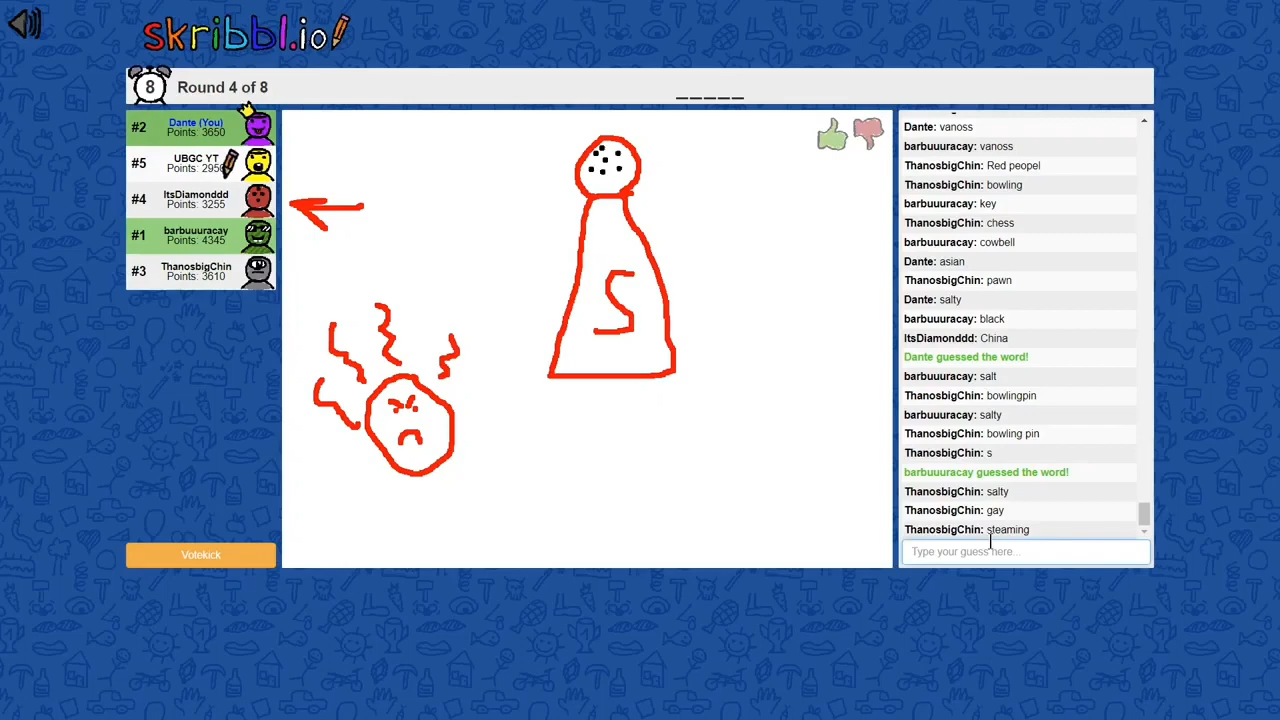 skribbl.io
8 Round 4 of 8
_____
#2 Dante (You)
Points: 3650
#5 UBGC YT
Points: 2956
#4 ItsDiamonddd
Points: 3255
#1 barbuuuracay
Points: 4345
#3 ThanosbigChin
Points: 3610
Votekick
S
Dante: vanoss
barbuuuracay: vanoss
ThanosbigChin: Red peopel
ThanosbigChin: bowling
barbuuuracay: key
ThanosbigChin: chess
barbuuuracay: cowbell
Dante: asian
ThanosbigChin: pawn
Dante: salty
barbuuuracay: black
ItsDiamonddd: China
Dante guessed the word!
barbuuuracay: salt
ThanosbigChin: bowlingpin
barbuuuracay: salty
ThanosbigChin: bowling pin
ThanosbigChin: s
barbuuuracay guessed the word!
ThanosbigChin: salty
ThanosbigChin: gay
ThanosbigChin: steaming
Type your guess here...